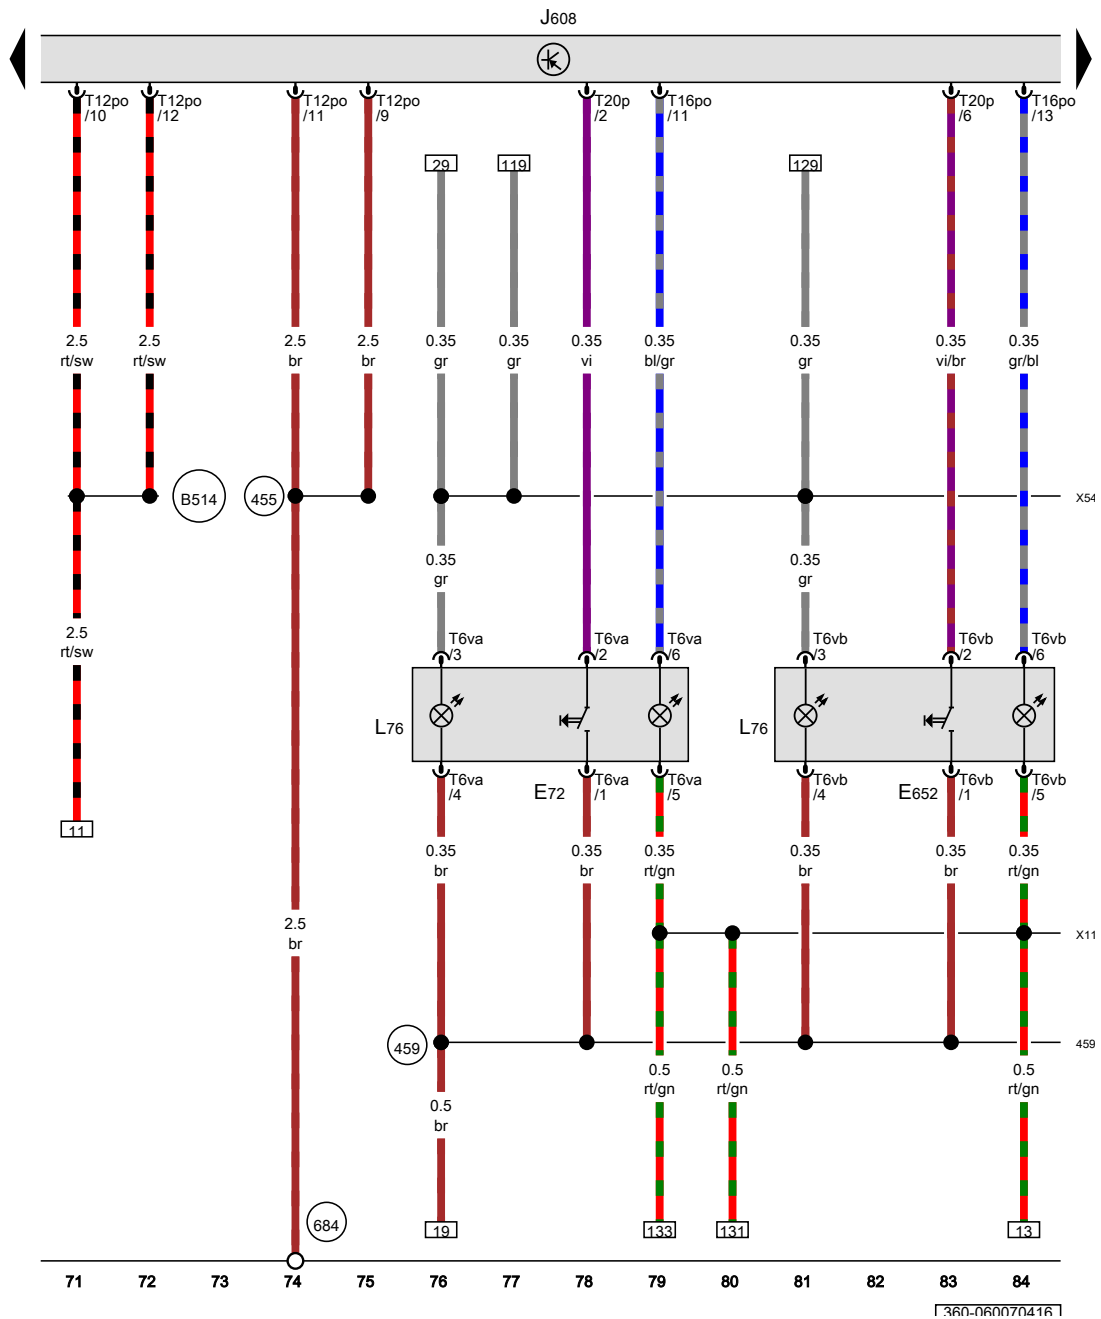 J608
T12po
/10
T12po
/12
T12po
/11
T12po
/9
T20p
/2
T16po
/11
T20p
/6
T16po
/13
29
119
129
2.5
rt/sw
2.5
rt/sw
2.5
br
2.5
br
0.35
gr
0.35
gr
0.35
vi
0.35
bl/gr
0.35
gr
0.35
vi/br
0.35
gr/bl
B514
455
X54
0.35
gr
0.35
gr
2.5
rt/sw
T6va
/3
T6va
/2
T6va
/6
T6vb
/3
T6vb
/2
T6vb
/6
L76
L76
T6va
/4
E72
T6va
/1
T6va
/5
T6vb
/4
E652
T6vb
/1
T6vb
/5
11
0.35
br
0.35
br
0.35
rt/gn
0.35
br
0.35
br
0.35
rt/gn
2.5
br
X11
459
459
0.5
br
0.5
rt/gn
0.5
rt/gn
0.5
rt/gn
684
19
133
131
13
71 72 73 74 75 76 77 78 79 80 81 82 83 84
360-060070416